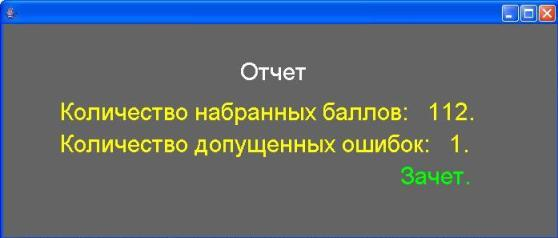 Отчет
Количество набранных баллов: 112.
Количество допущенных ошибок: 1.
Зачет.